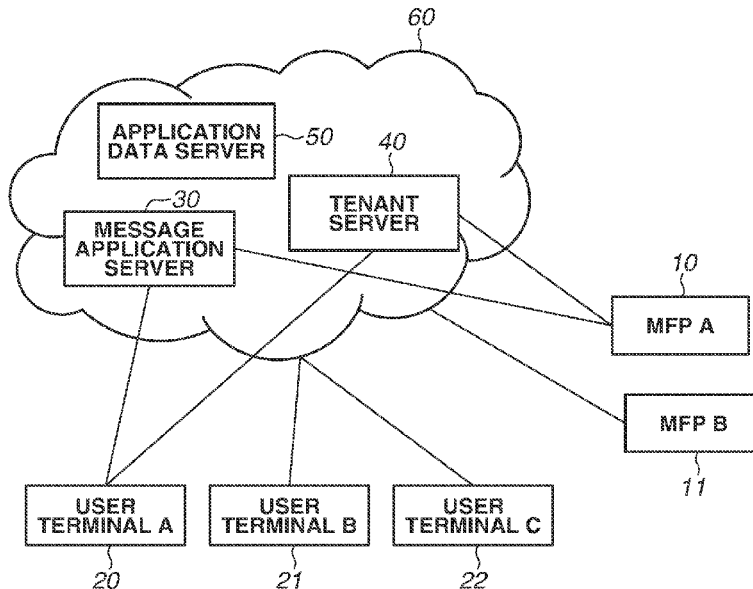 60
APPLICATION
DATA SERVER
50
40
TENANT
SERVER
30
MESSAGE
APPLICATION
SERVER
10
MFP A
MFP B
11
USER
TERMINAL A
USER
TERMINAL B
USER
TERMINAL C
20
21
22